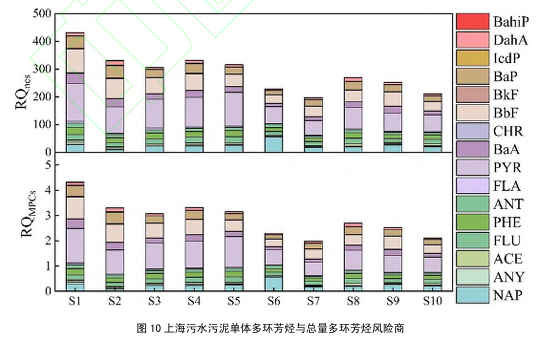 500
400
300
200
100
0
RQncs
5
4
3
2
1
0
RQMPCs
S1 S2 S3 S4 S5 S6 S7 S8 S9 S10
BahiP
DahA
IcdP
BaP
BkF
BbF
CHR
BaA
PYR
FLA
ANT
PHE
FLU
ACE
ANY
NAP
图 10 上海污水污泥单体多环芳烃与总量多环芳烃风险商